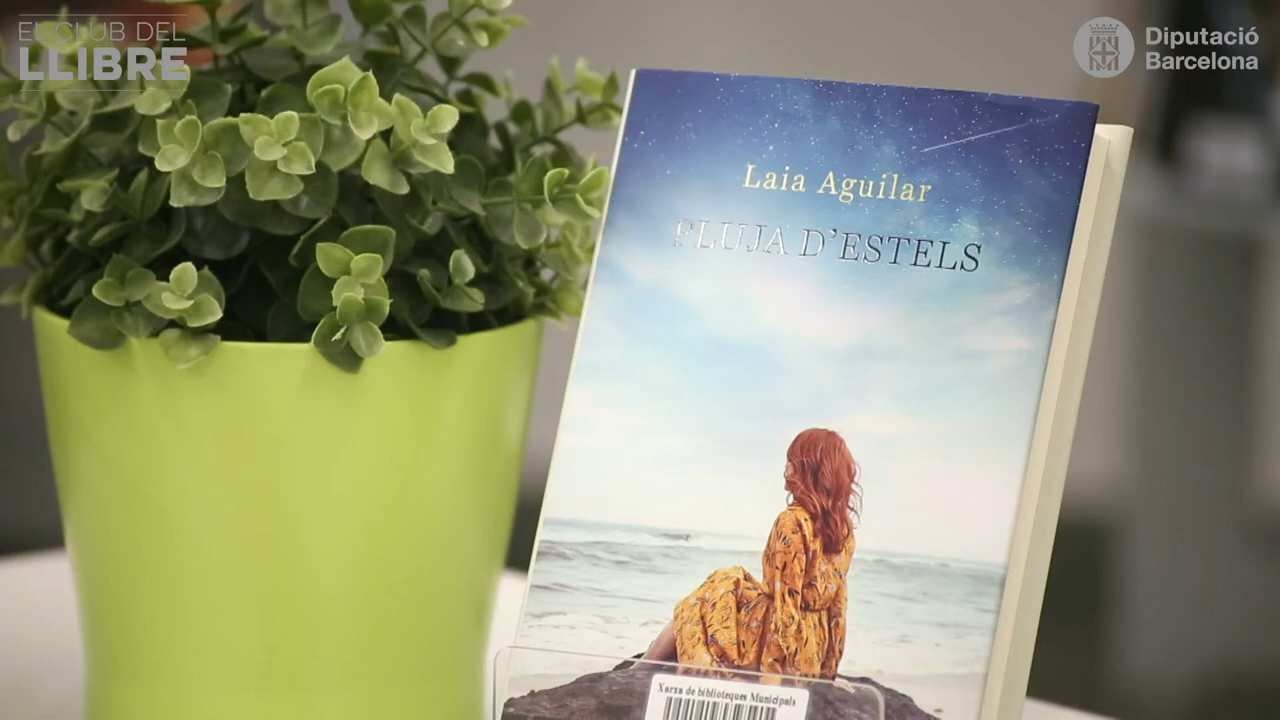 EL CLUB DEL
LLIBRE
Diputació
Barcelona
Laia Aguilar
PLUJA D'ESTELS
Xarxa de biblioteques Municipals